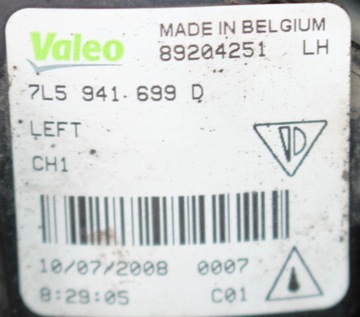 Valeo MADE IN BELGIUM
89204251 LH
7L5 941-699 D
LEFT
CH1
10/07/2008 0007
8:29:05 C01